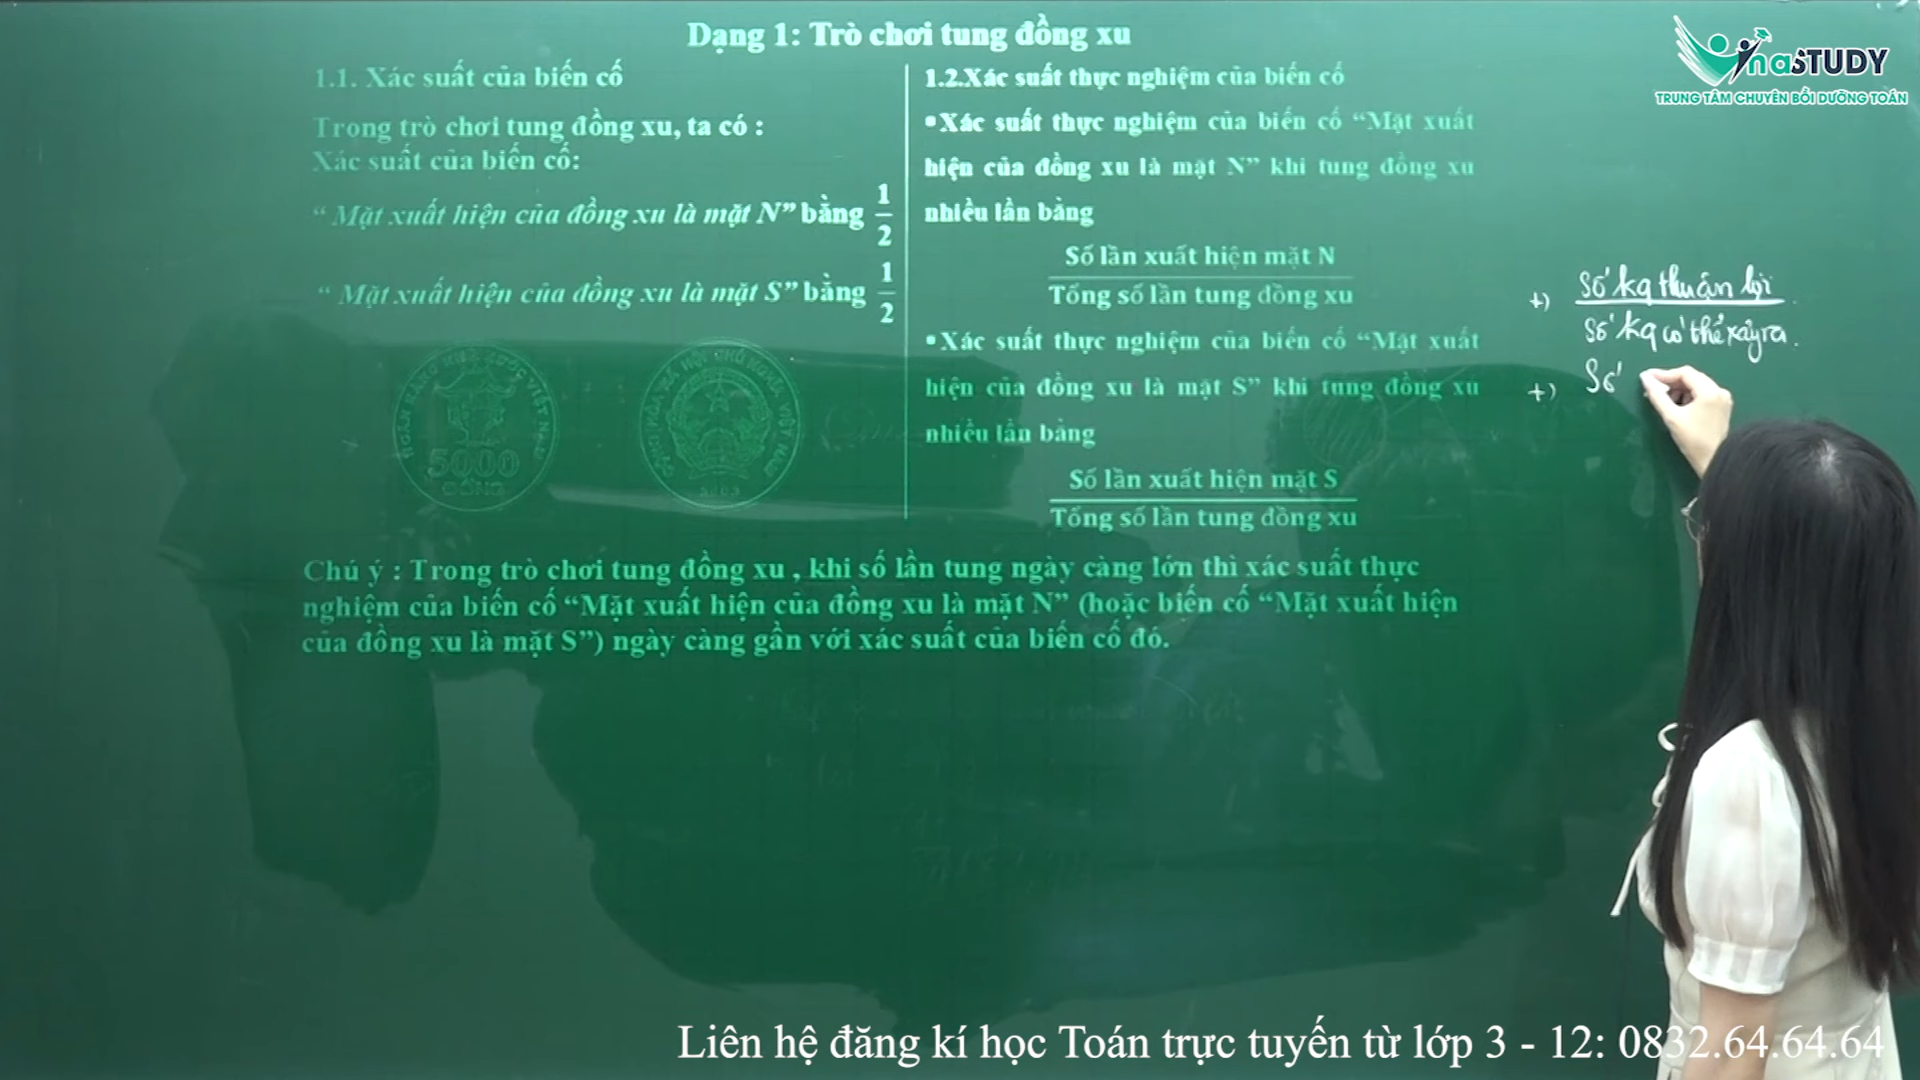 Dạng 1: Trò chơi tung đồng xu
1.1. Xác suất của biến cố
Trong trò chơi tung đồng xu, ta có :
Xác suất của biến cố:
“ Mặt xuất hiện của đồng xu là mặt N” bằng 1/2
“ Mặt xuất hiện của đồng xu là mặt S” bằng 1/2
5000
ĐỒNG
1.2.Xác suất thực nghiệm của biến cố
▪Xác suất thực nghiệm của biến cố “Mặt xuất
hiện của đồng xu là mặt N” khi tung đồng xu
nhiều lần bằng
Số lần xuất hiện mặt N
Tổng số lần tung đồng xu
▪Xác suất thực nghiệm của biến cố “Mặt xuất
hiện của đồng xu là mặt S” khi tung đồng xu
nhiều lần bằng
Số lần xuất hiện mặt S
Tổng số lần tung đồng xu
Chú ý : Trong trò chơi tung đồng xu , khi số lần tung ngày càng lớn thì xác suất thực
nghiệm của biến cố “Mặt xuất hiện của đồng xu là mặt N” (hoặc biến cố “Mặt xuất hiện
của đồng xu là mặt S”) ngày càng gần với xác suất của biến cố đó.
+) Số kq thuận lợi
Số kq có thể xảy ra.
+) Số
VinaSTUDY
TRUNG TÂM CHUYÊN BỒI DƯỠNG TOÁN
Liên hệ đăng kí học Toán trực tuyến từ lớp 3 - 12: 0832.64.64.64